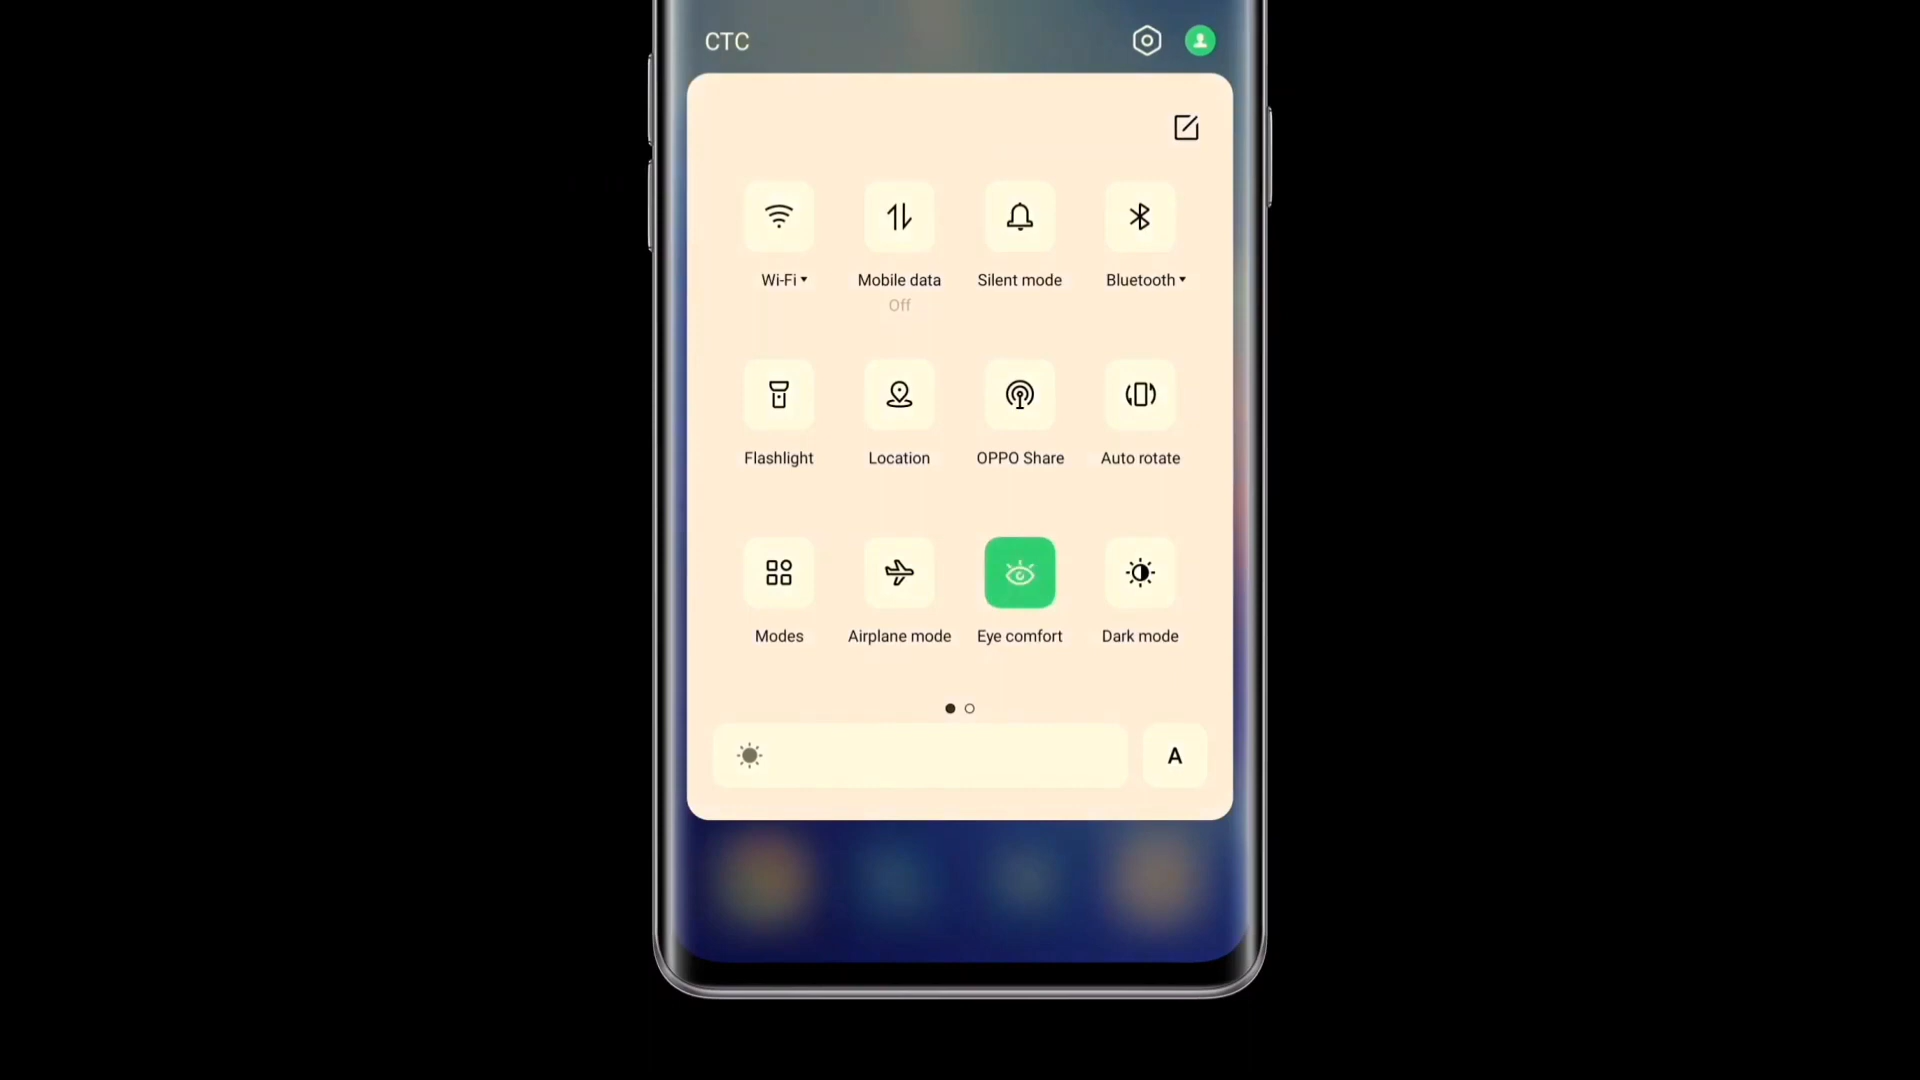 CTC
Wi-Fi Mobile data Silent mode Bluetooth
Off
Flashlight Location OPPO Share Auto rotate
Modes Airplane mode Eye comfort Dark mode
A